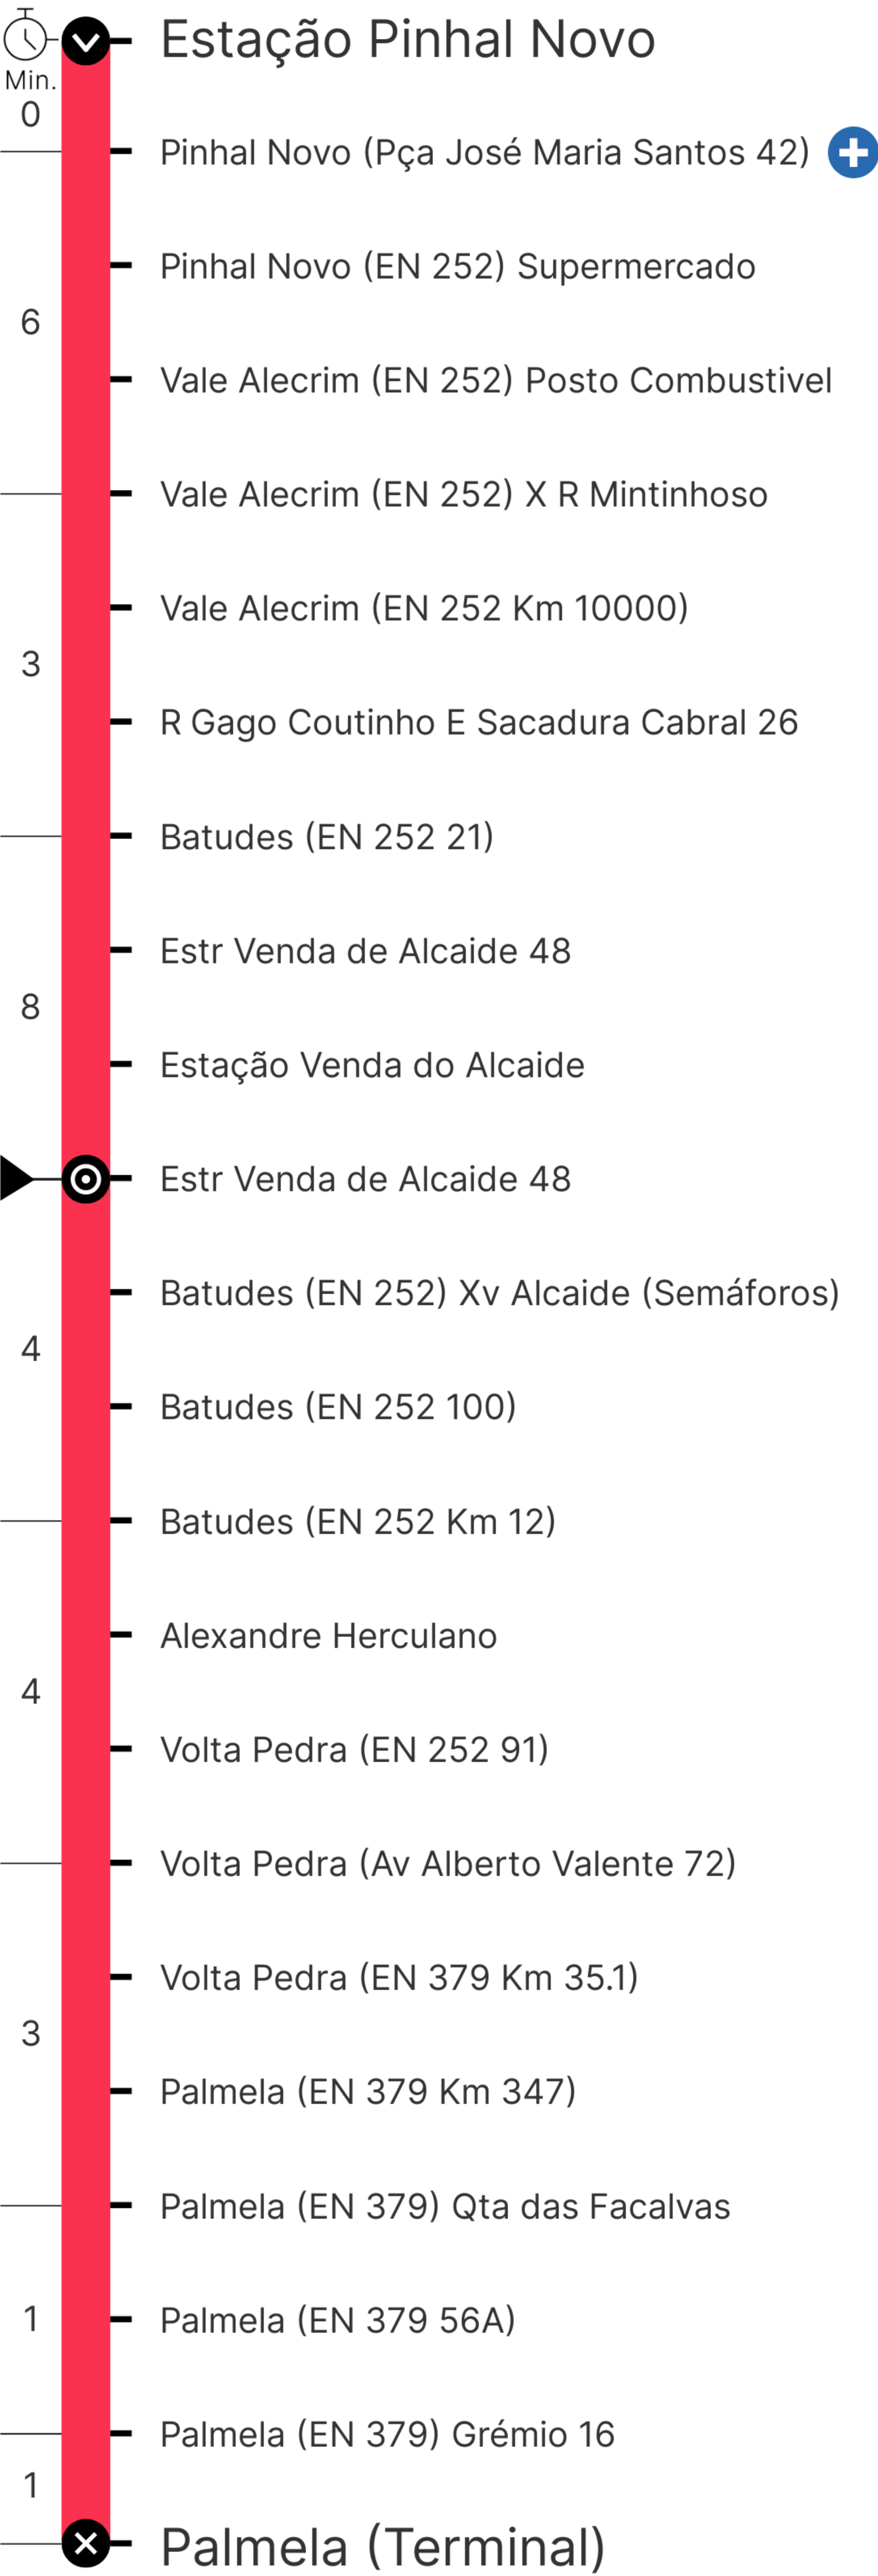 Estação Pinhal Novo
Min.
0
Pinhal Novo (Pça José Maria Santos 42)
Pinhal Novo (EN 252) Supermercado
6
Vale Alecrim (EN 252) Posto Combustivel
Vale Alecrim (EN 252) X R Mintinhoso
Vale Alecrim (EN 252 Km 10000)
3
R Gago Coutinho E Sacadura Cabral 26
Batudes (EN 252 21)
Estr Venda de Alcaide 48
8
Estação Venda do Alcaide
Estr Venda de Alcaide 48
Batudes (EN 252) Xv Alcaide (Semáforos)
4
Batudes (EN 252 100)
Batudes (EN 252 Km 12)
Alexandre Herculano
4
Volta Pedra (EN 252 91)
Volta Pedra (Av Alberto Valente 72)
Volta Pedra (EN 379 Km 35.1)
3
Palmela (EN 379 Km 347)
Palmela (EN 379) Qta das Facalvas
1
Palmela (EN 379 56A)
Palmela (EN 379) Grémio 16
1
Palmela (Terminal)